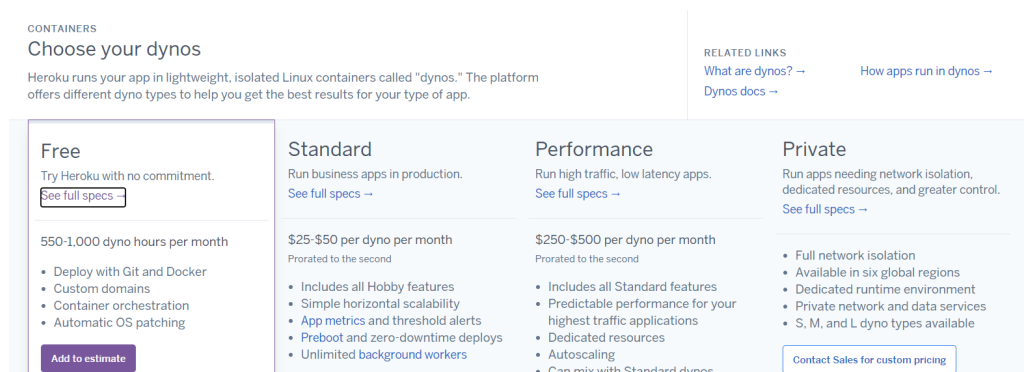 CONTAINERS
Choose your dynos
Heroku runs your app in lightweight, isolated Linux containers called "dynos." The platform
offers different dyno types to help you get the best results for your type of app.
RELATED LINKS
What are dynos? →
How apps run in dynos →
Dynos docs →
Free
Try Heroku with no commitment.
See full specs →
550-1,000 dyno hours per month
• Deploy with Git and Docker
• Custom domains
• Container orchestration
• Automatic OS patching
Add to estimate
Standard
Run business apps in production.
See full specs →
$25-$50 per dyno per month
Prorated to the second
• Includes all Hobby features
• Simple horizontal scalability
• App metrics and threshold alerts
• Preboot and zero-downtime deploys
• Unlimited background workers
Performance
Run high traffic, low latency apps.
See full specs →
$250-$500 per dyno per month
Prorated to the second
• Includes all Standard features
• Predictable performance for your
highest traffic applications
• Dedicated resources
• Autoscaling
• Can mix with Standard dynos
Private
Run apps needing network isolation,
dedicated resources, and greater control.
See full specs →
• Full network isolation
• Available in six global regions
• Dedicated runtime environment
• Private network and data services
• S, M, and L dyno types available
Contact Sales for custom pricing